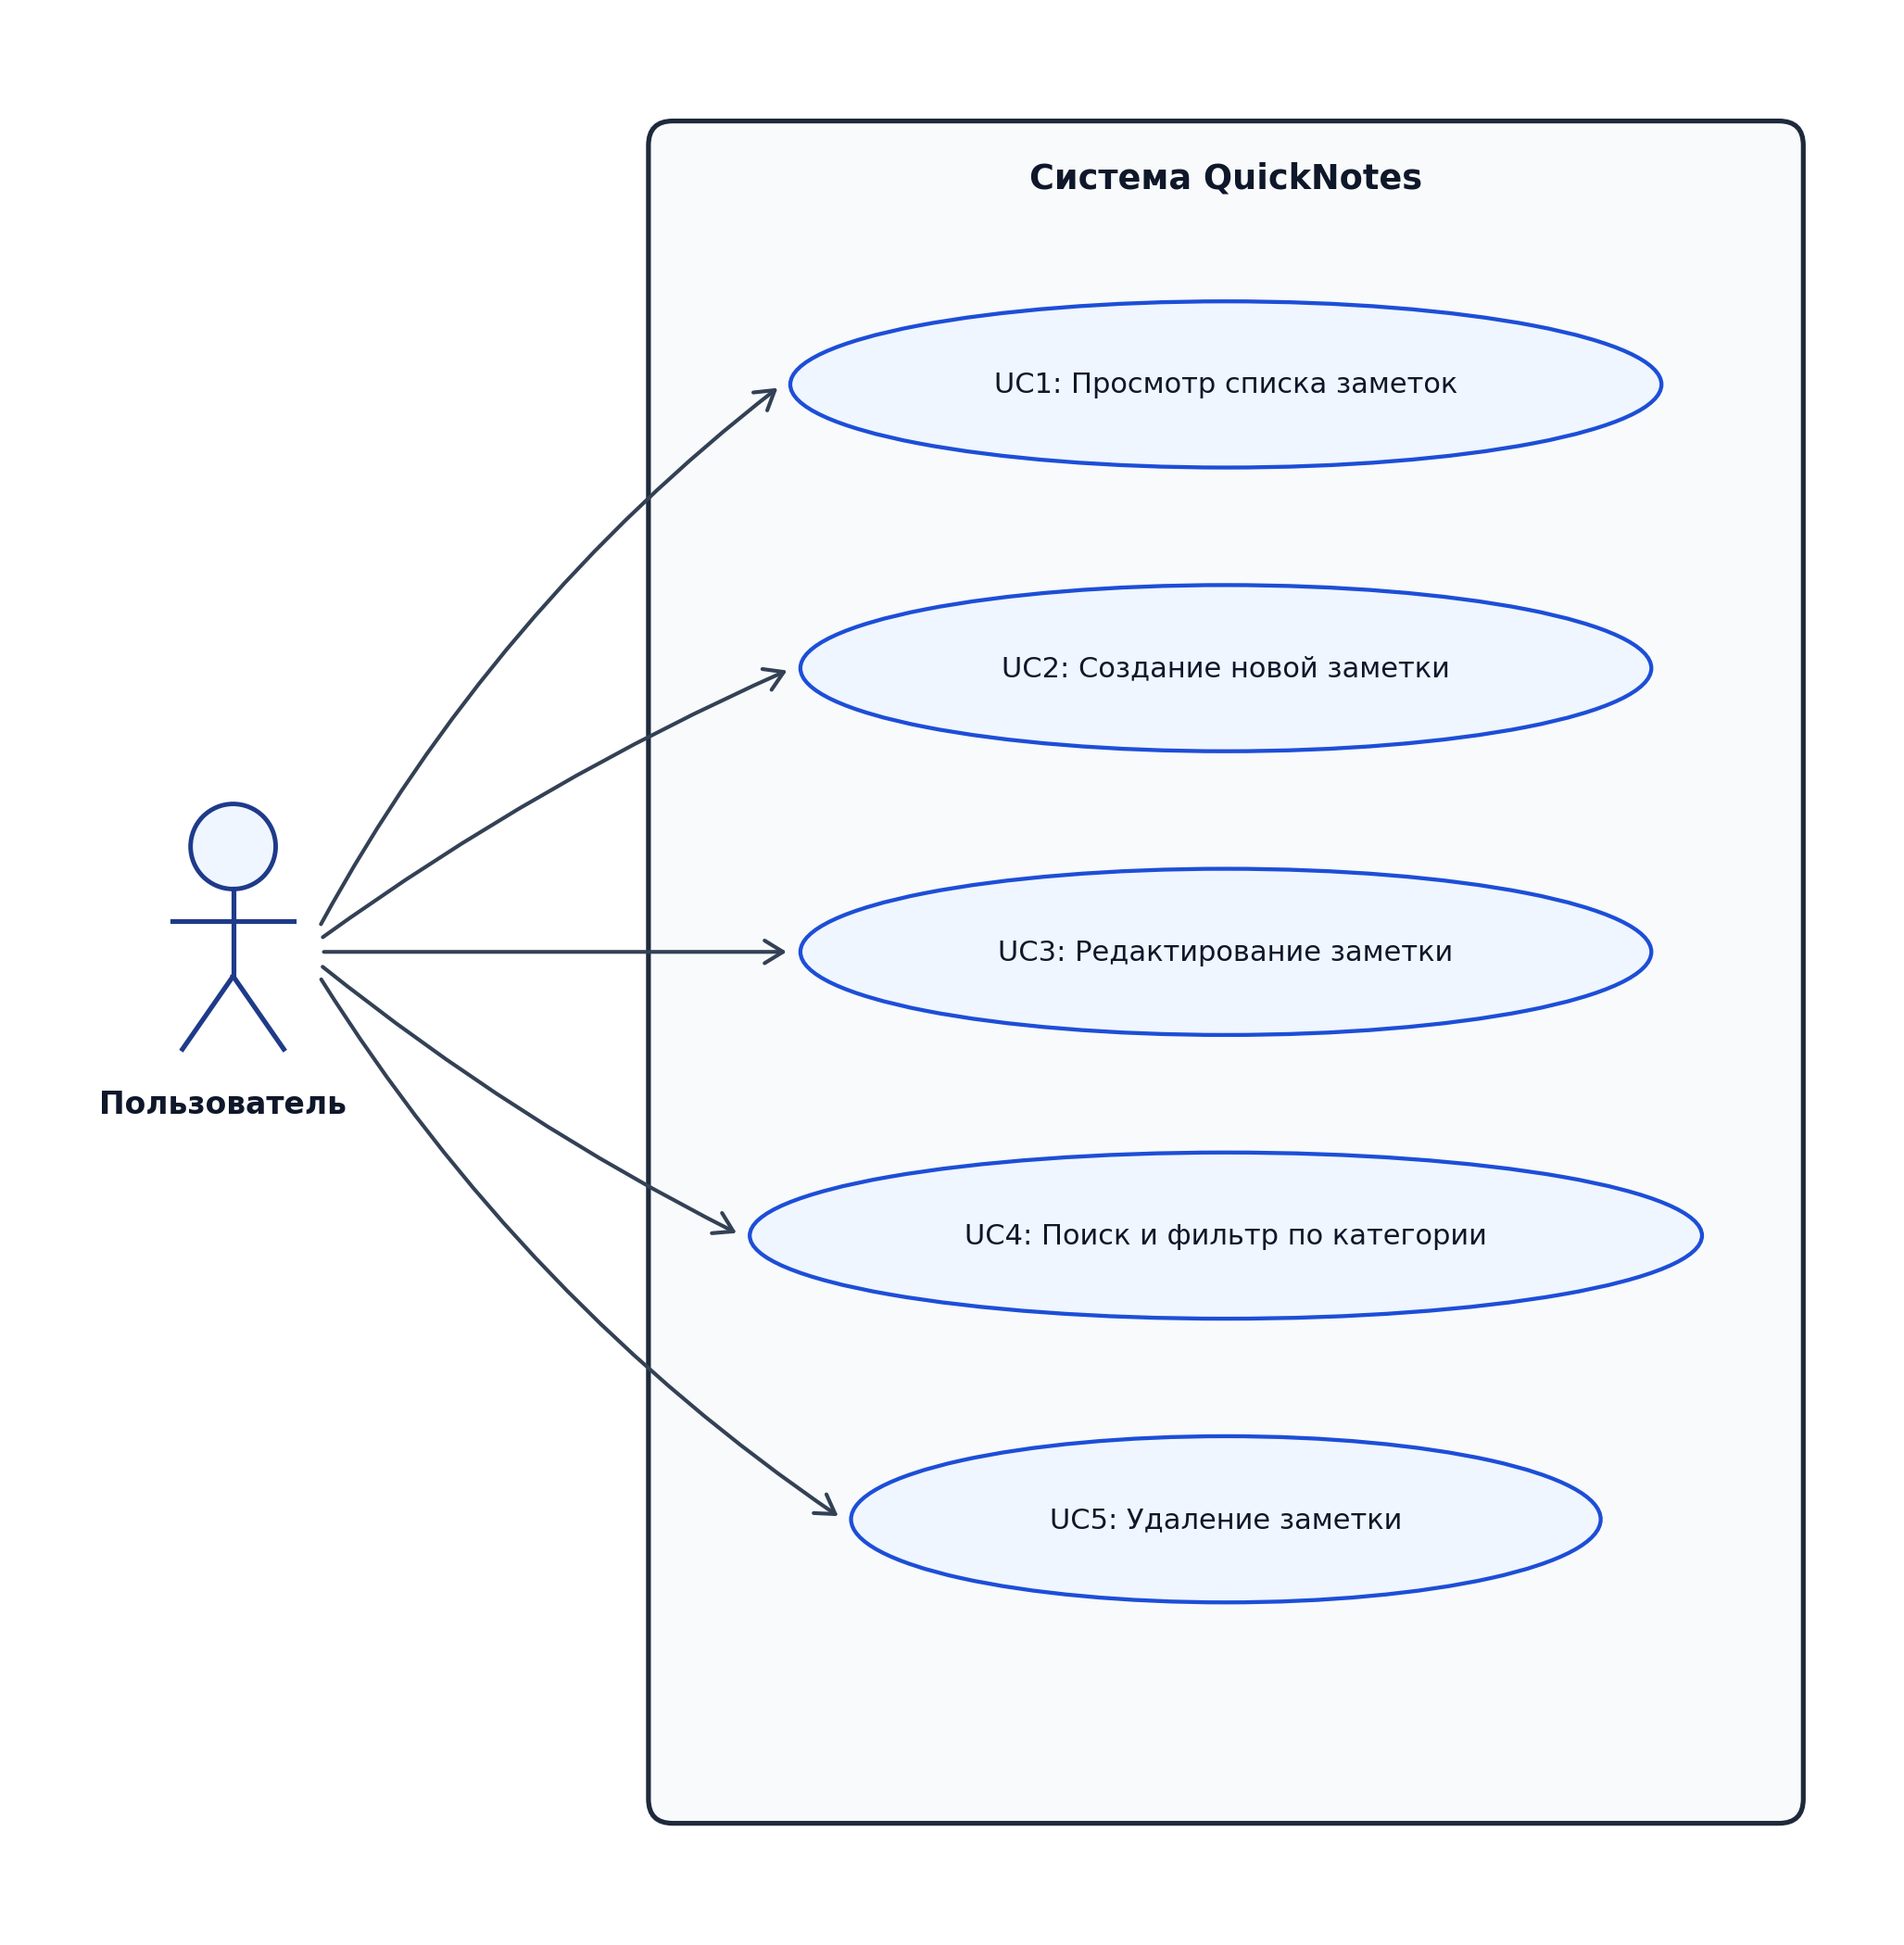 Система QuickNotes
UC1: Просмотр списка заметок
UC2: Создание новой заметки
UC3: Редактирование заметки
Пользователь
UC4: Поиск и фильтр по категории
UC5: Удаление заметки